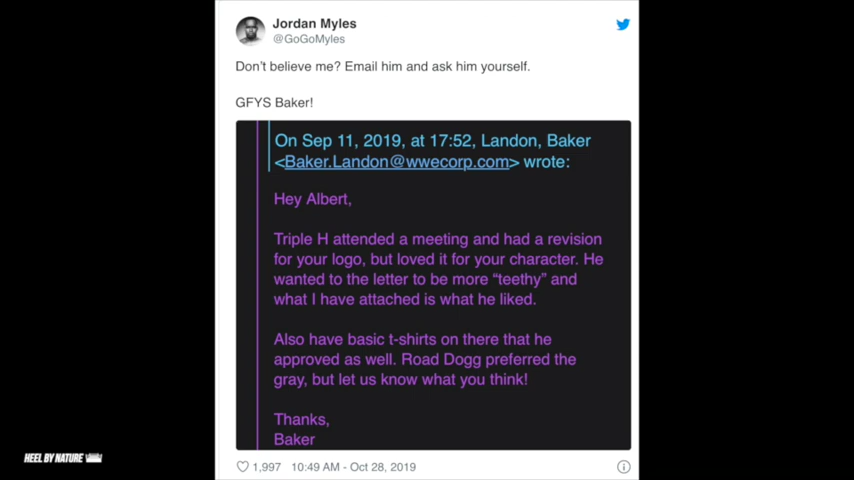 Jordan Myles
@GoGoMyles
Don't believe me? Email him and ask him yourself.
GFYS Baker!
On Sep 11, 2019, at 17:52, Landon, Baker
<Baker.Landon@wwecorp.com> wrote:
Hey Albert,
Triple H attended a meeting and had a revision
for your logo, but loved it for your character. He
wanted to the letter to be more “teethy” and
what I have attached is what he liked.
Also have basic t-shirts on there that he
approved as well. Road Dogg preferred the
gray, but let us know what you think!
Thanks,
Baker
1,997 10:49 AM - Oct 28, 2019
HEEL BY NATURE